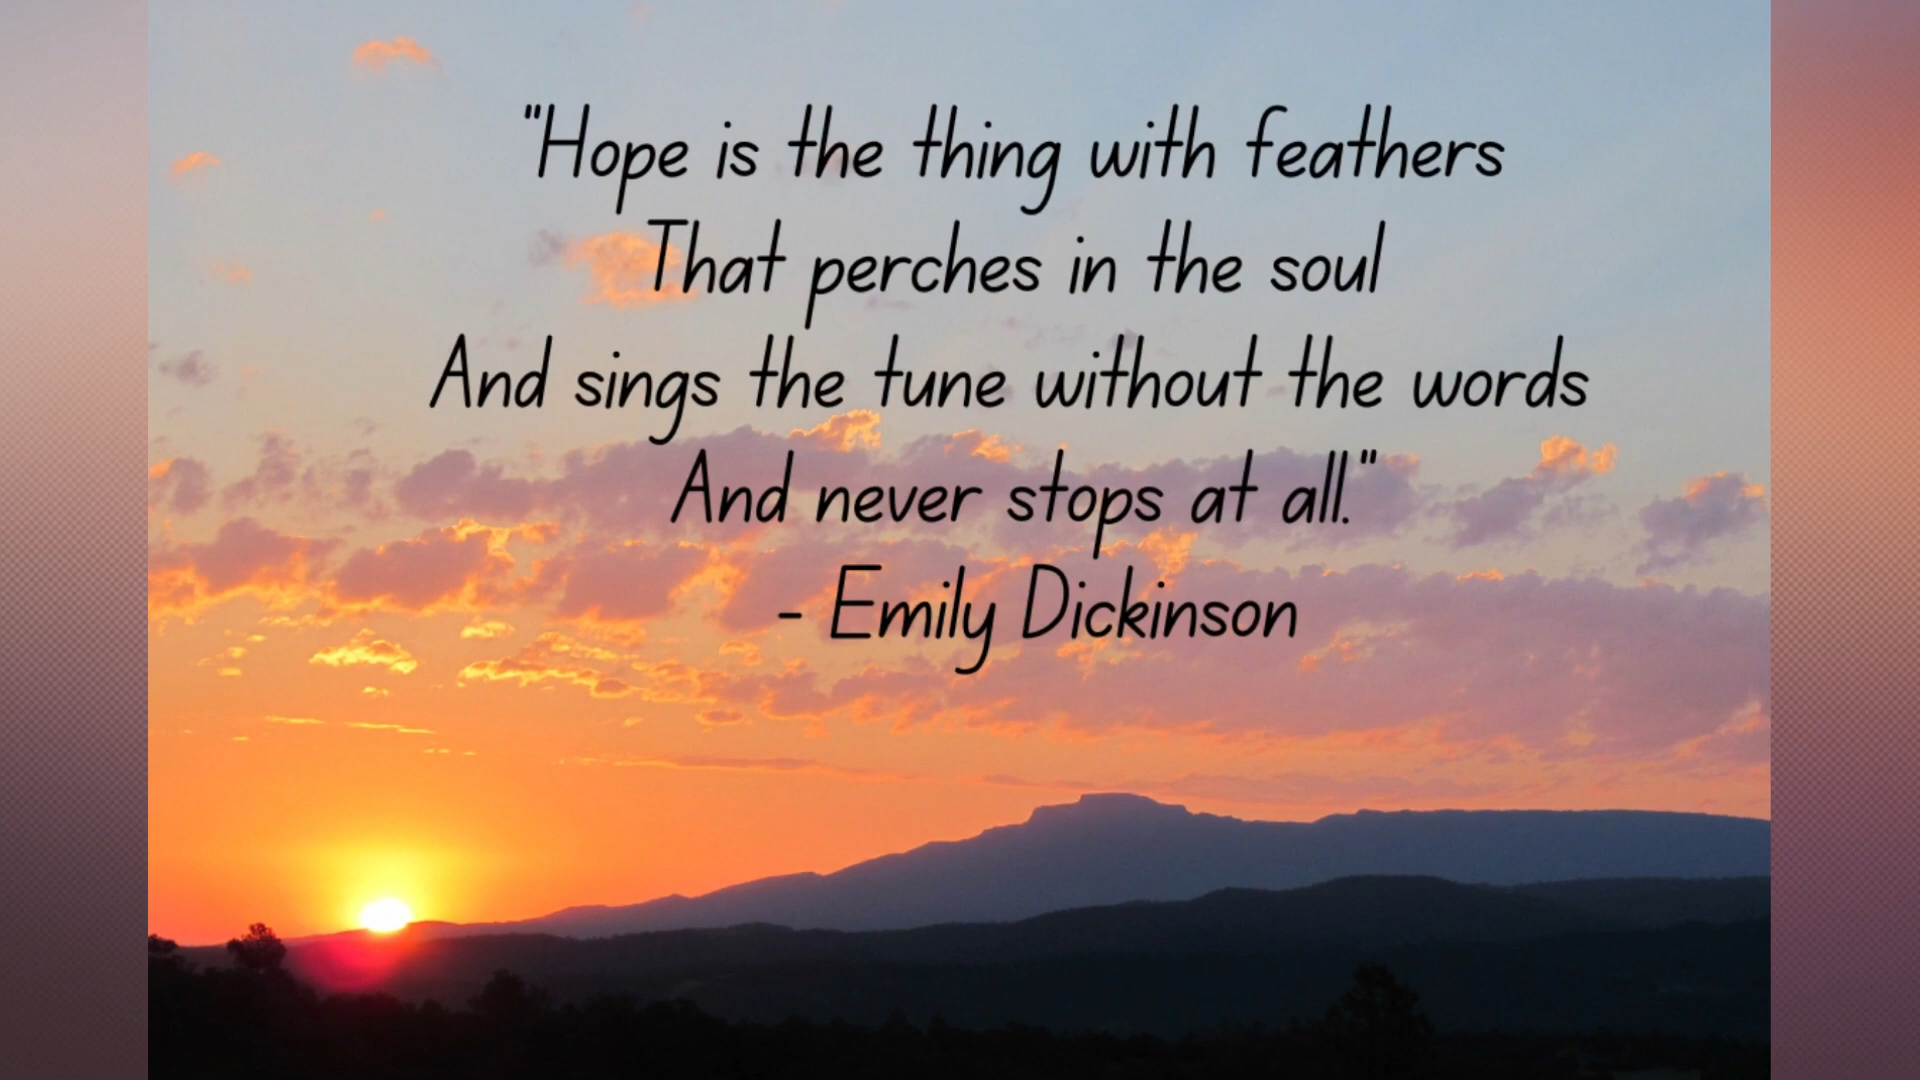 "Hope is the thing with feathers
That perches in the soul
And sings the tune without the words
And never stops at all."
- Emily Dickinson